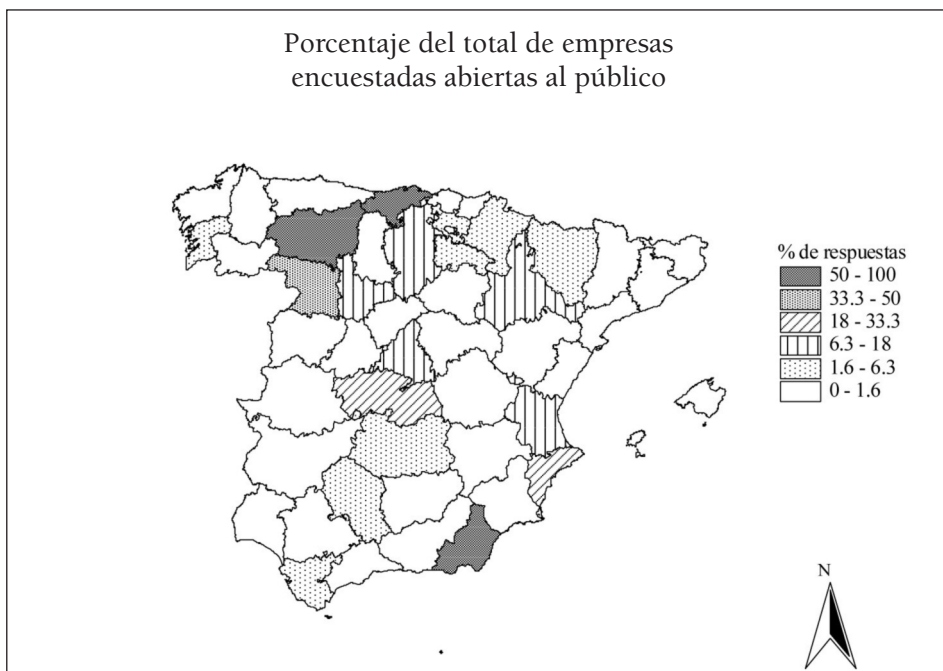 Porcentaje del total de empresas
encuestadas abiertas al público
% de respuestas
50 - 100
33.3 - 50
18 - 33.3
6.3 - 18
1.6 - 6.3
0 - 1.6
N